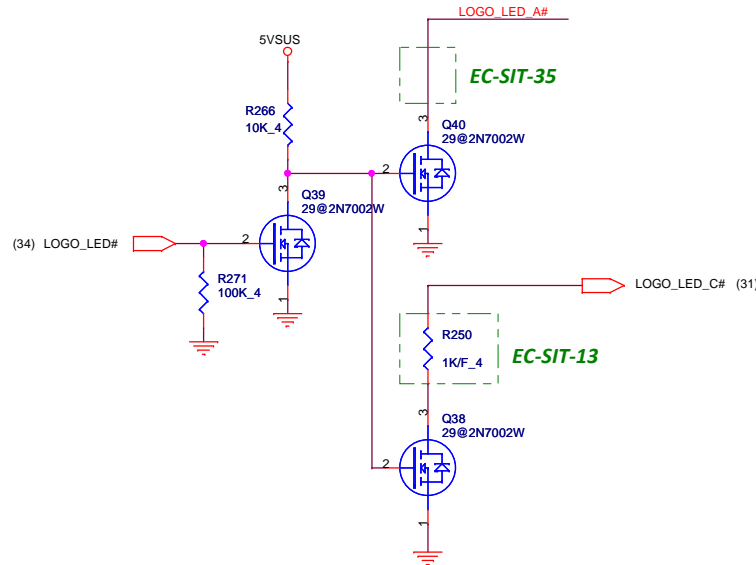 LOGO_LED_A#
5VSUS
EC-SIT-35
R266
10K_4
3
Q40
29@2N7002W
2
3
Q39
29@2N7002W
1
(34) LOGO_LED#
2
R271
100K_4
1
LOGO_LED_C# (31)
R250
1K/F_4
EC-SIT-13
3
Q38
29@2N7002W
2
1